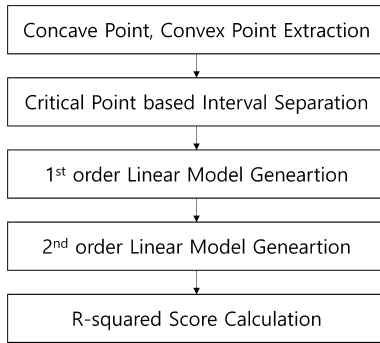 Concave Point, Convex Point Extraction
Critical Point based Interval Separation
1st order Linear Model Geneartion
2nd order Linear Model Geneartion
R-squared Score Calculation